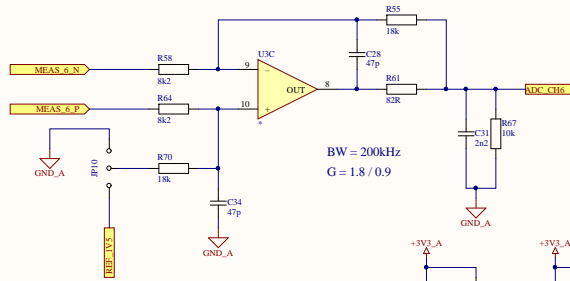 R55
18k
C28
47p
R58
8k2
MEAS_6_N
U3C
9
8
10
OUT
*
R61
82R
ADC_CH6
MEAS_6_P
R64
8k2
C31
2n2
R67
10k
JP10
R70
18k
GND_A
BW = 200kHz
G = 1.8 / 0.9
C34
47p
GND_A
GND_A
REF_1V5
+3V3_A
+3V3_A